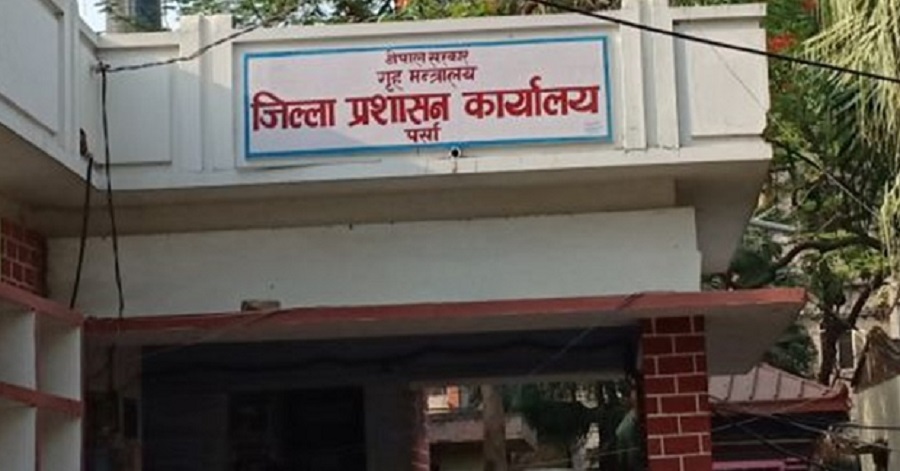 नेपाल सरकार
गृह मन्त्रालय
जिल्ला प्रशासन कार्यालय
पर्सा